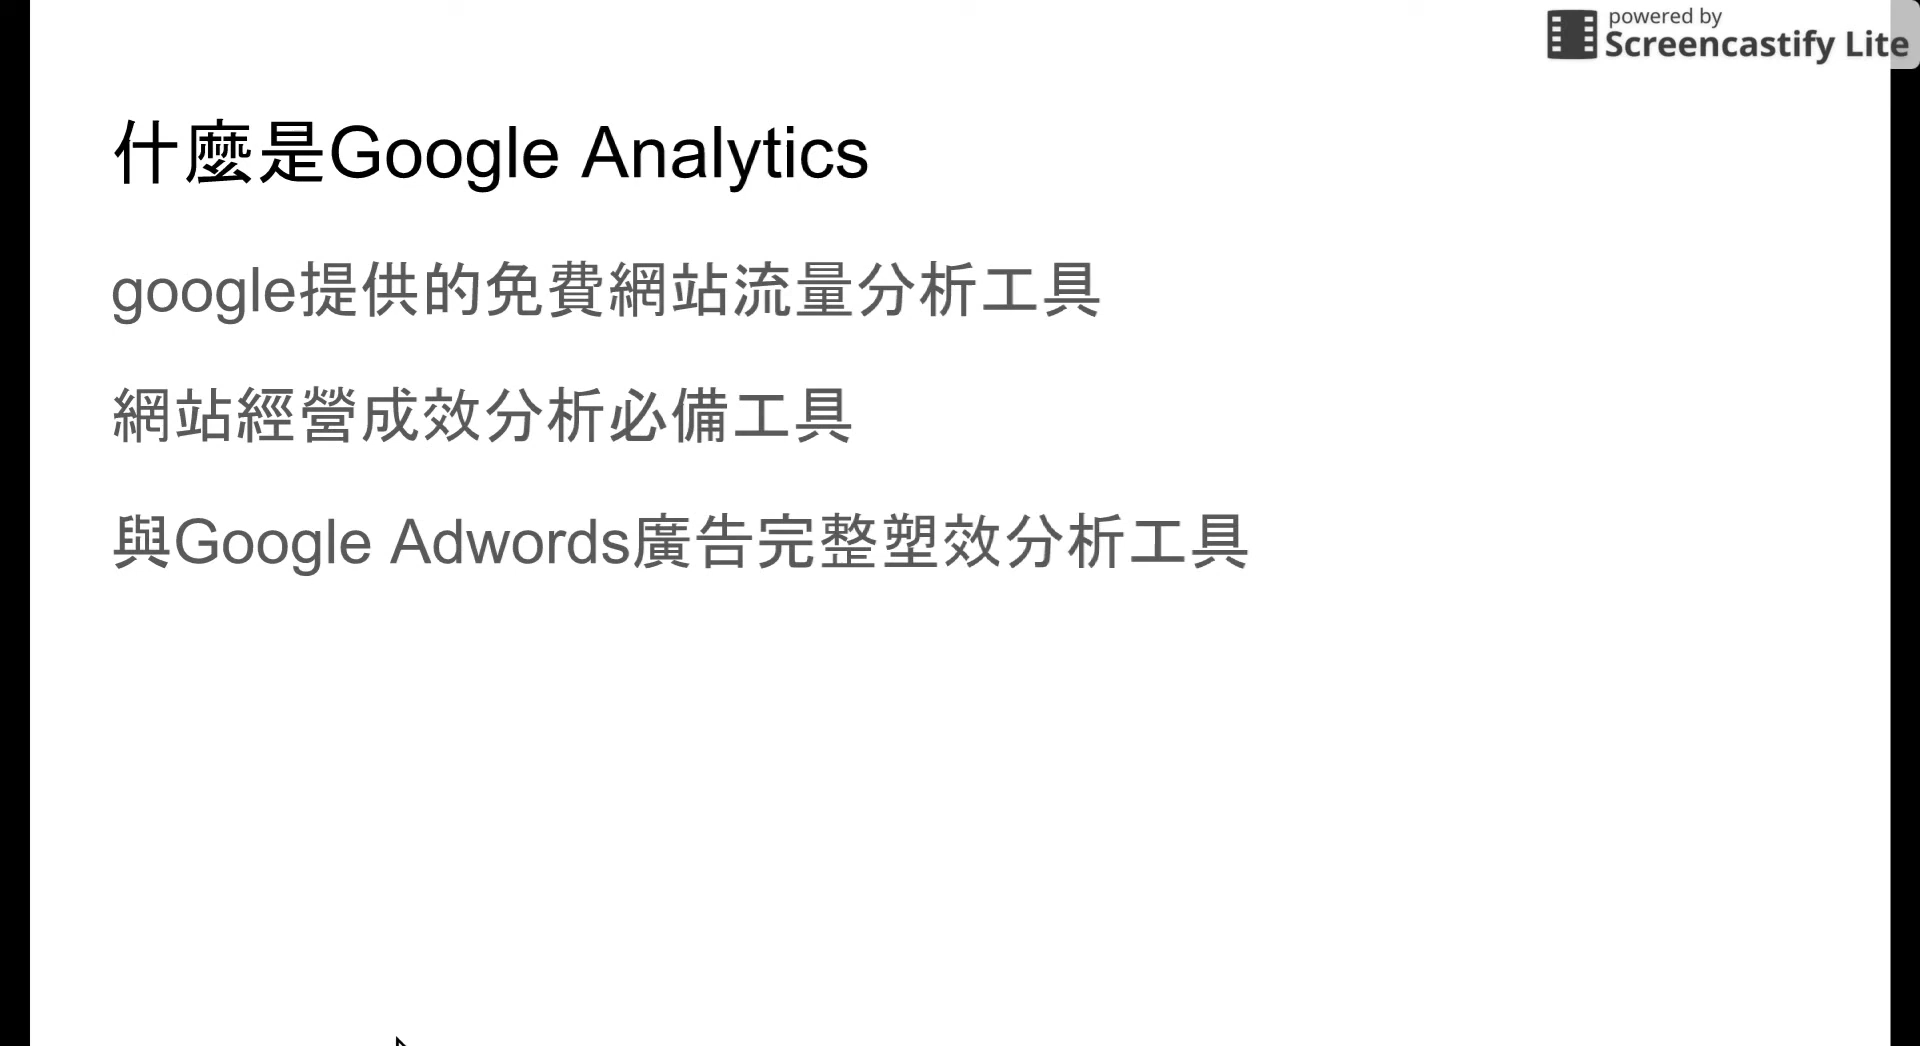 powered by
Screencastify Lite
什麼是Google Analytics
google提供的免費網站流量分析工具
網站經營成效分析必備工具
與Google Adwords廣告完整塑效分析工具